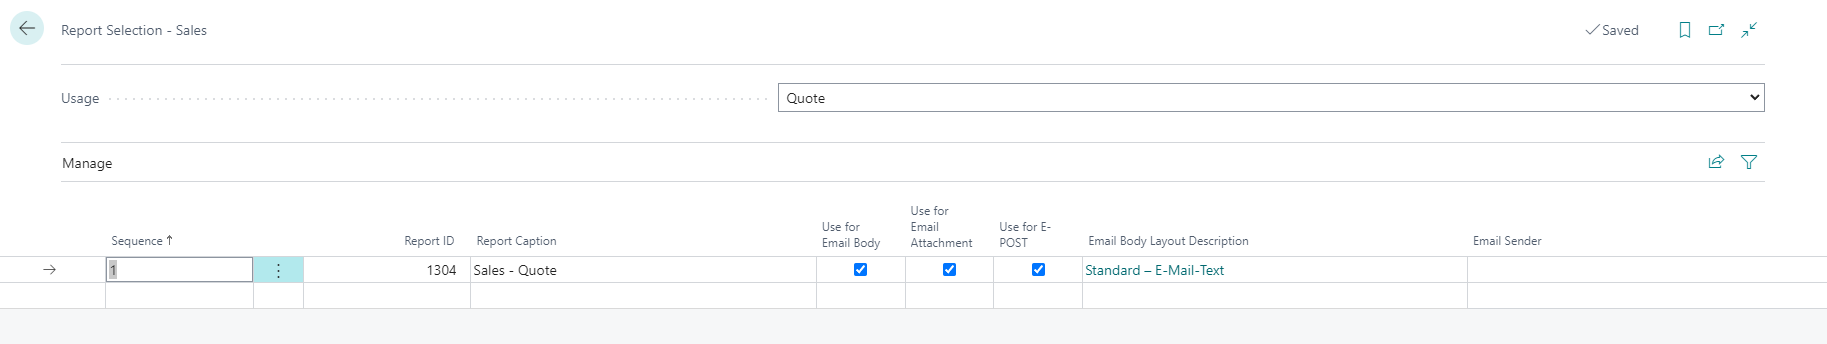 Report Selection - Sales
Saved
Usage
Quote
Manage
Sequence ↑
Report ID
Report Caption
Use for Email Body
Use for Email Attachment
Use for E-POST
Email Body Layout Description
Email Sender
1
1304
Sales - Quote
Standard – E-Mail-Text